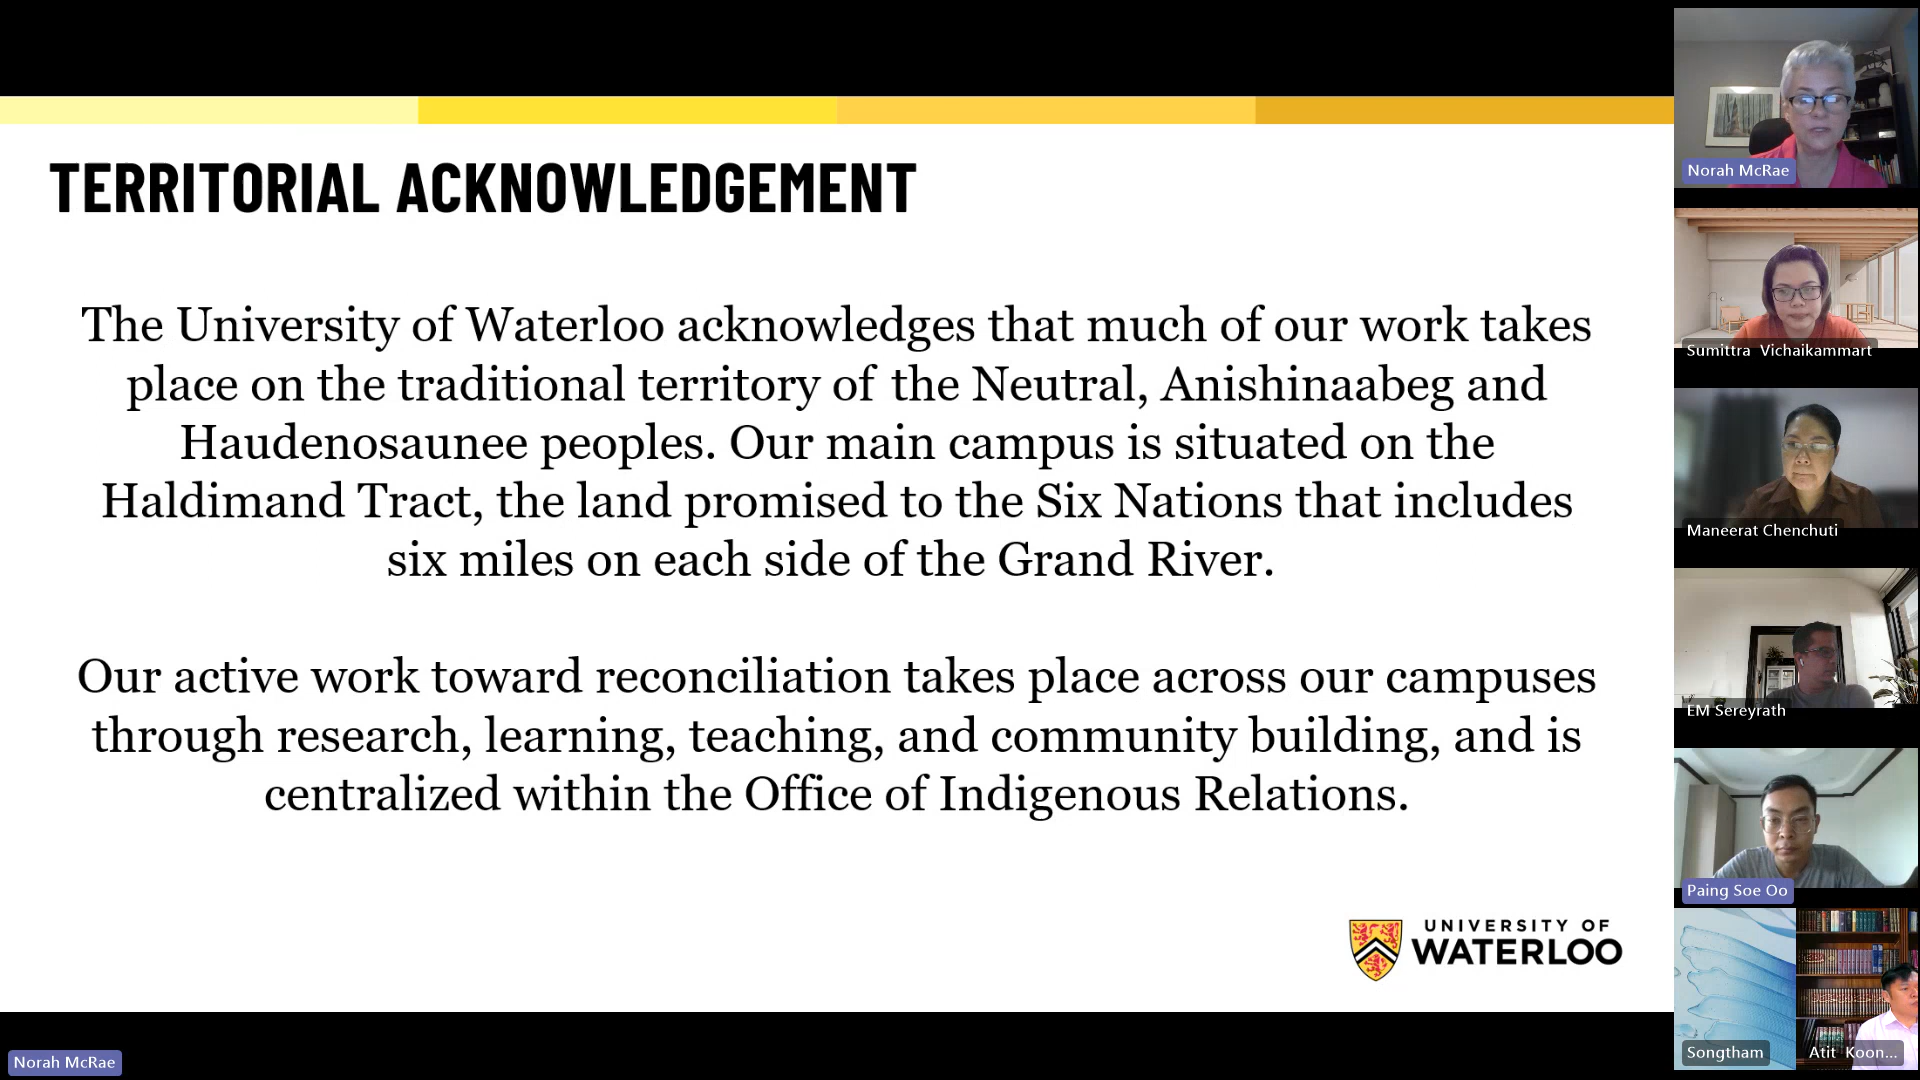 TERRITORIAL ACKNOWLEDGEMENT
The University of Waterloo acknowledges that much of our work takes
place on the traditional territory of the Neutral, Anishinaabeg and
Haudenosaunee peoples. Our main campus is situated on the
Haldimand Tract, the land promised to the Six Nations that includes
six miles on each side of the Grand River.
Our active work toward reconciliation takes place across our campuses
through research, learning, teaching, and community building, and is
centralized within the Office of Indigenous Relations.
UNIVERSITY OF
WATERLOO
Norah McRae
Norah McRae
Sumittra Vichaikammart
Maneerat Chenchuti
EM Sereyrath
Paing Soe Oo
Songtham
Atit Koon...